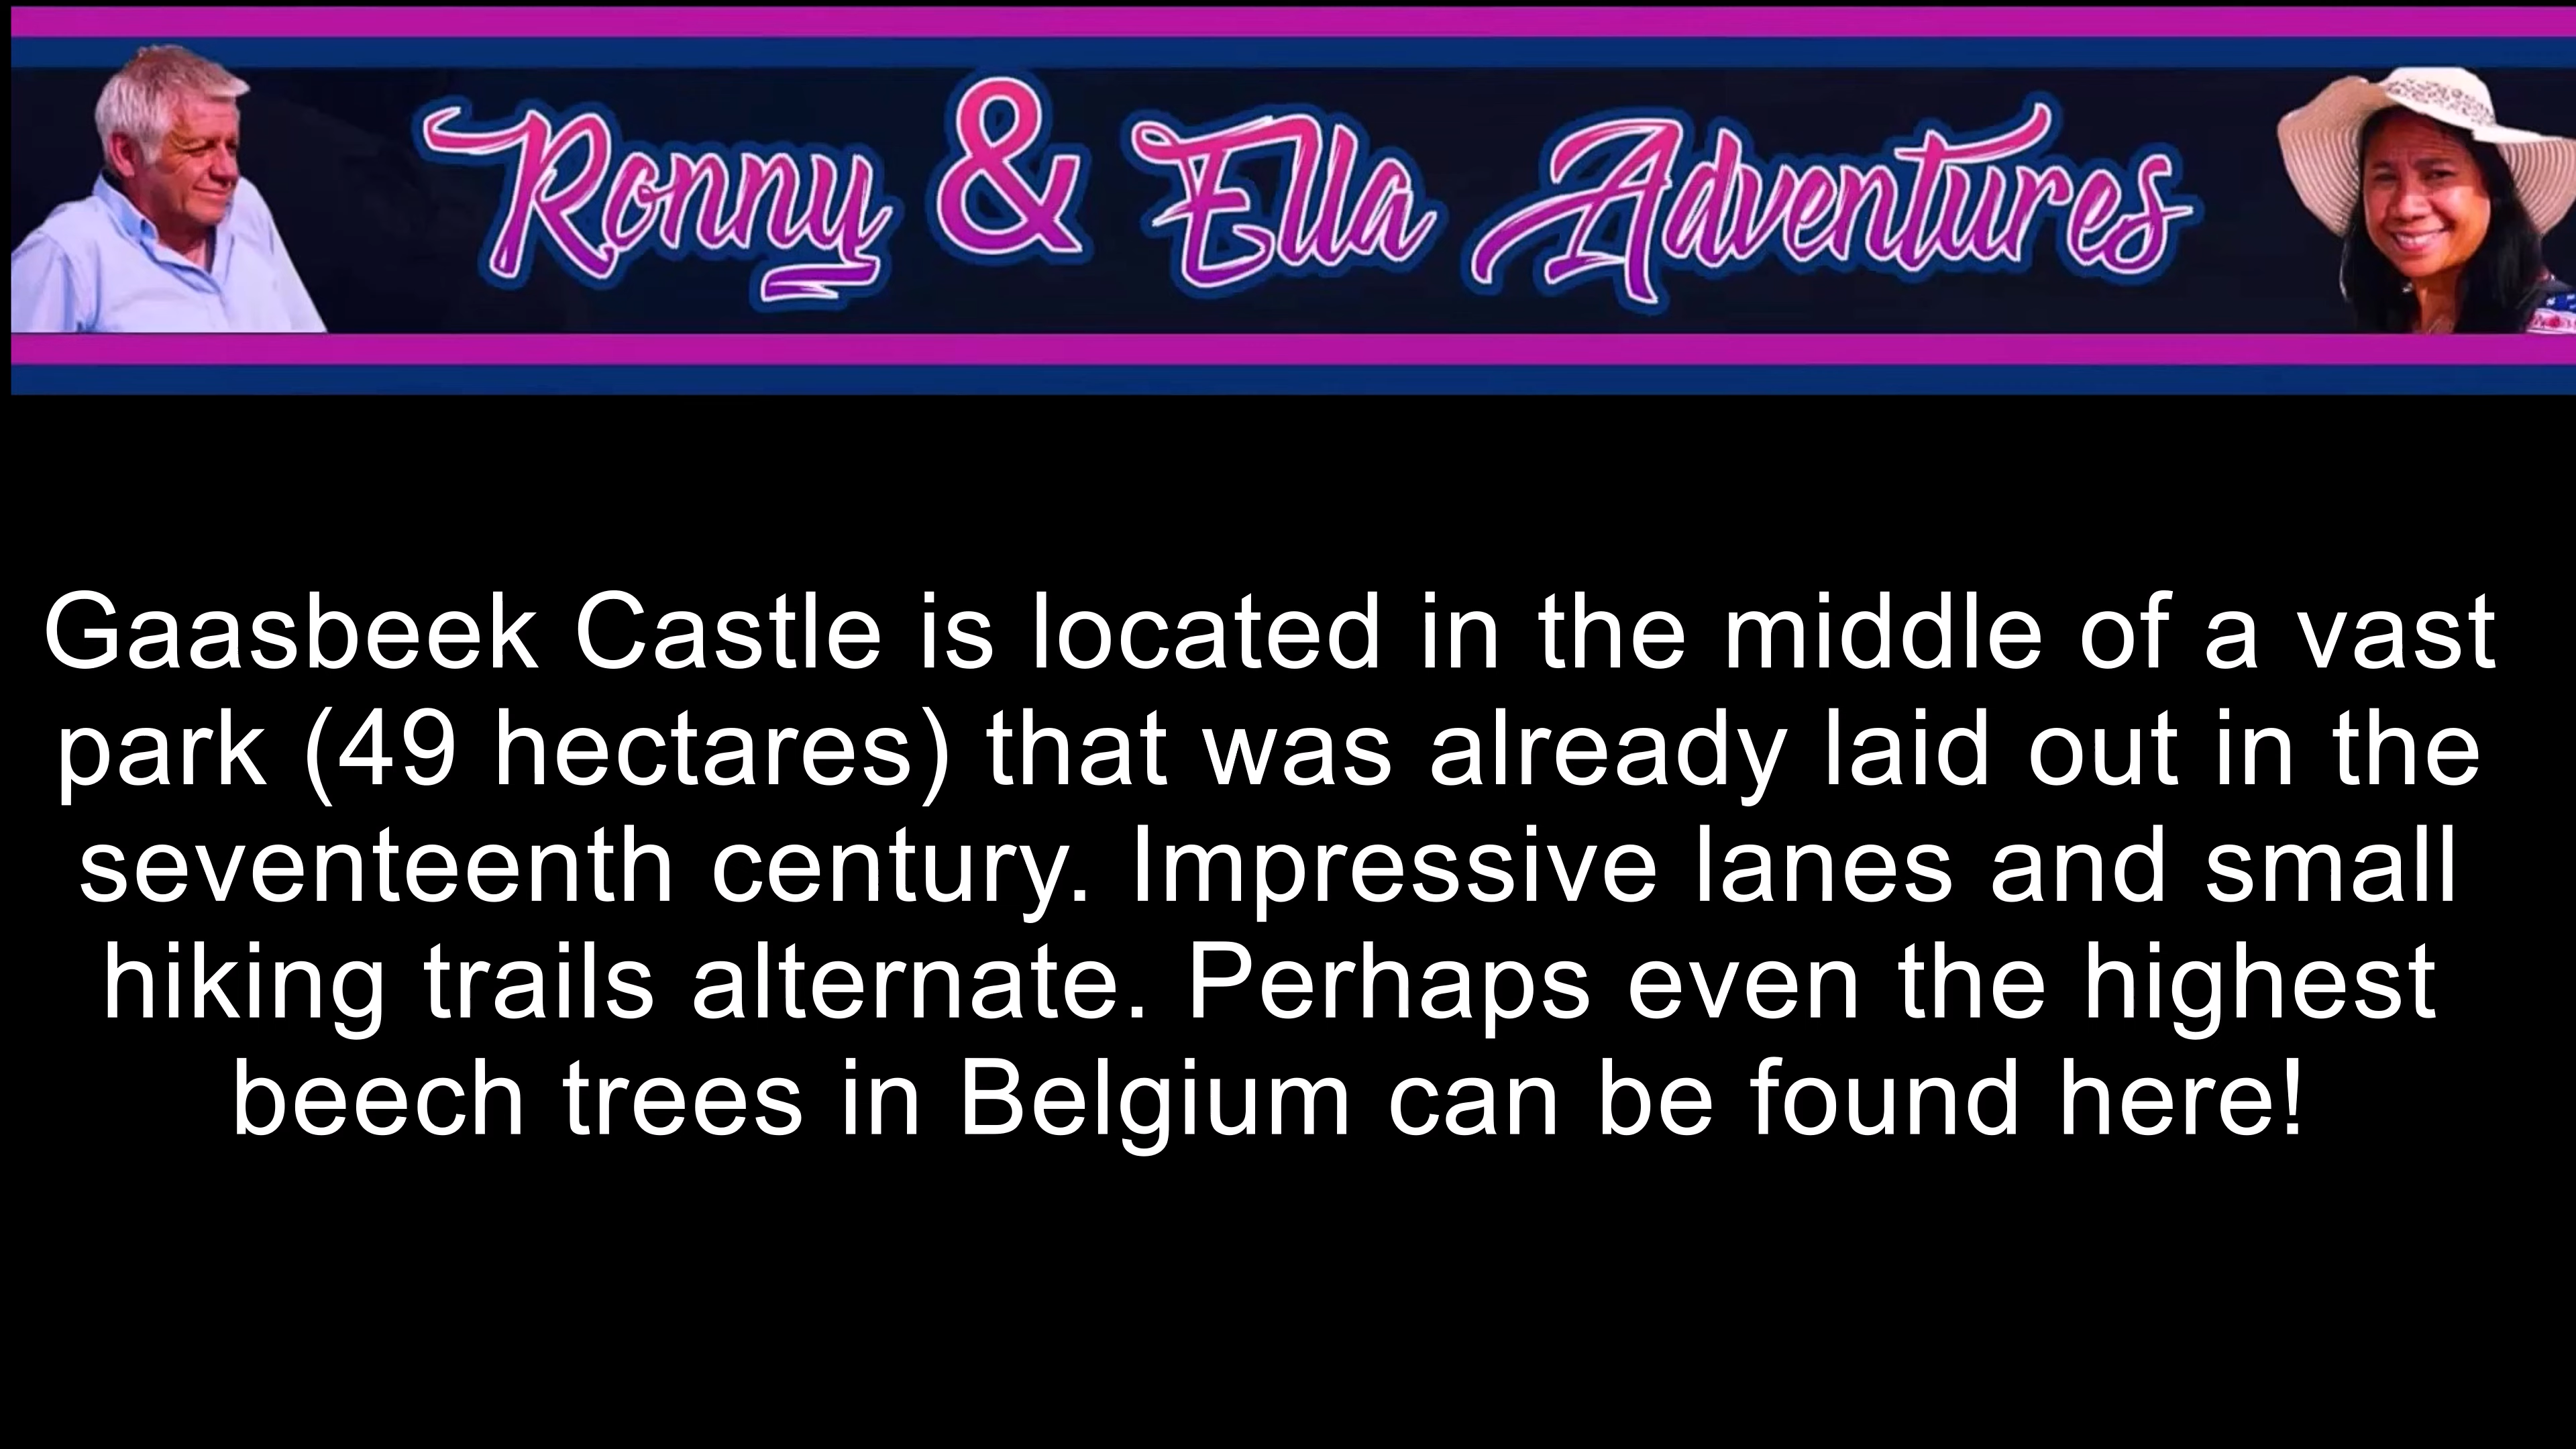 Ronny & Ella Adventures
Gaasbeek Castle is located in the middle of a vast
park (49 hectares) that was already laid out in the
seventeenth century. Impressive lanes and small
hiking trails alternate. Perhaps even the highest
beech trees in Belgium can be found here!